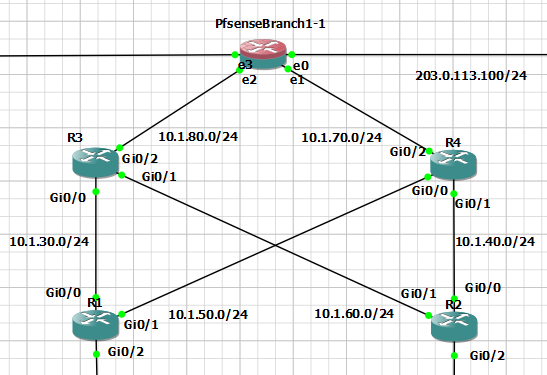 PfsenseBranch1-1
e3
e0
e2
e1
203.0.113.100/24
R3
10.1.80.0/24
10.1.70.0/24
R4
Gi0/2
Gi0/2
Gi0/1
Gi0/0
Gi0/0
Gi0/1
10.1.30.0/24
10.1.40.0/24
Gi0/0
Gi0/1
Gi0/0
R1
R2
Gi0/1
10.1.50.0/24
10.1.60.0/24
Gi0/2
Gi0/2